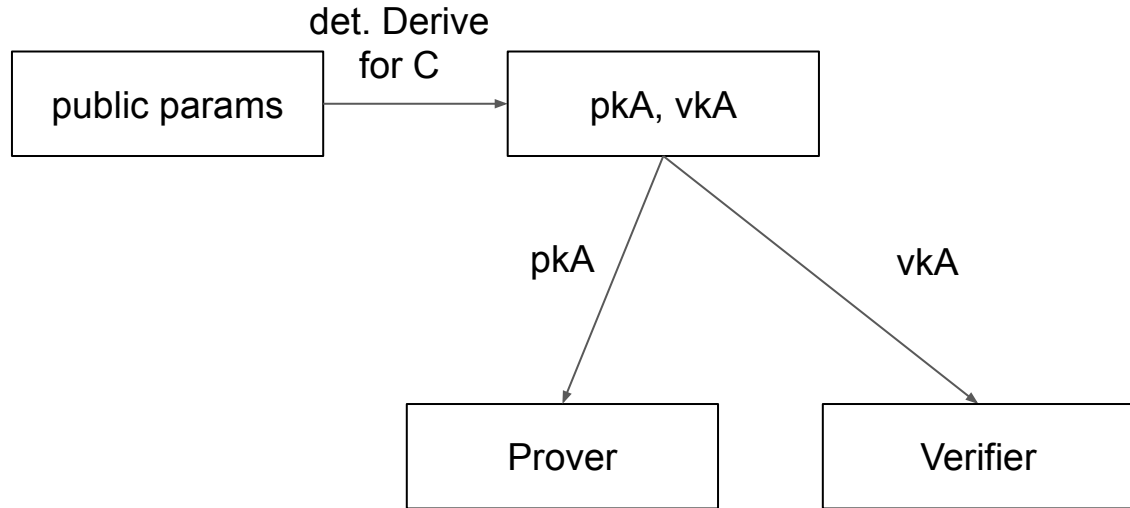 det. Derive
for C
public params
pkA, vkA
pkA
vkA
Prover
Verifier